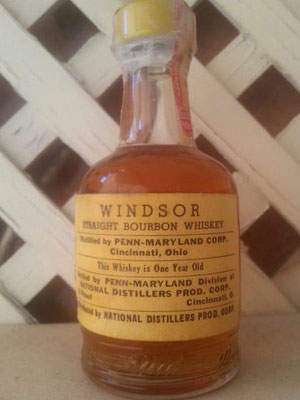 WINDSOR
STRAIGHT BOURBON WHISKEY
Distilled by PENN-MARYLAND CORP.
Cincinnati, Ohio
This Whiskey is One Year Old
Bottled by PENN-MARYLAND Division of
NATIONAL DISTILLERS PROD. CORP.
Proof Cincinnati, O.
by NATIONAL DISTILLERS PROD. CORP.